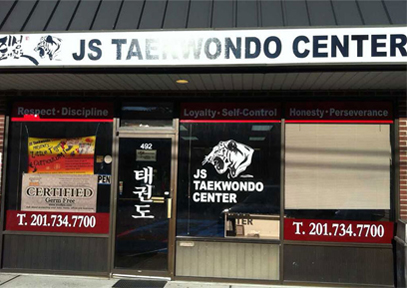 JS TAEKWONDO CENTER
Respect · Discipline
Loyalty · Self-Control
Honesty · Perseverance
492
태권도
JS
TAEKWONDO
CENTER
PEN
CERTIFIED
Germ Free
T. 201.734.7700
T. 201.734.7700